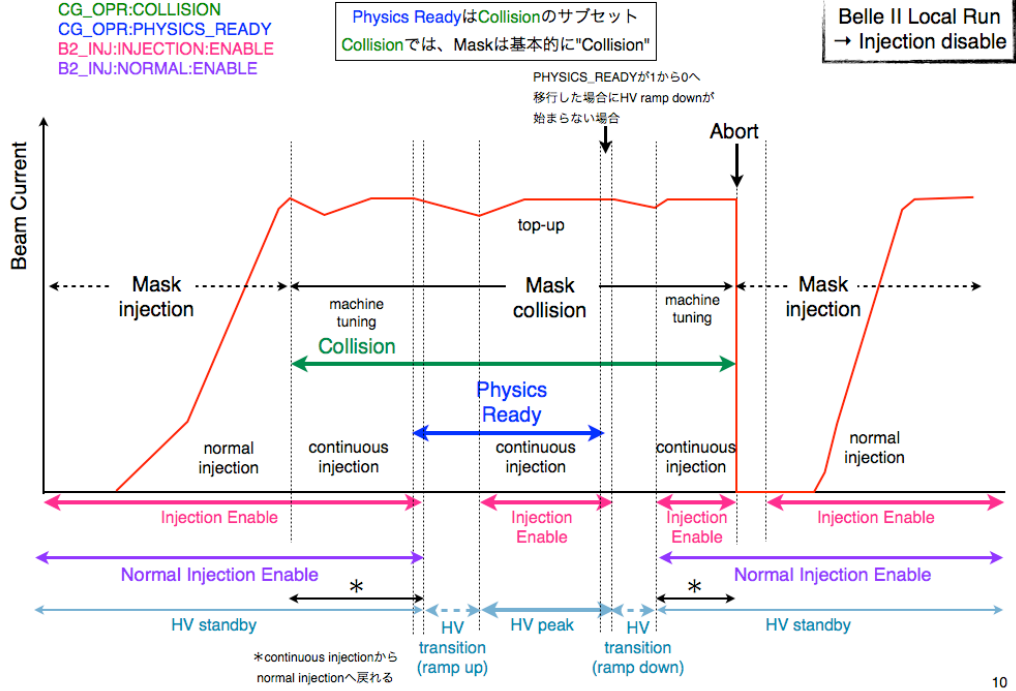 CG_OPR:COLLISION
CG_OPR:PHYSICS_READY
B2_INJ:INJECTION:ENABLE
B2_INJ:NORMAL:ENABLE
Physics ReadyはCollisionのサブセット
Collisionでは、Maskは基本的に"Collision"
Belle II Local Run
→ Injection disable
PHYSICS_READYが1から0へ
移行した場合にHV ramp downが
始まらない場合
Abort
Beam Current
top-up
Mask
injection
Mask
collision
Mask
injection
machine
tuning
machine
tuning
Collision
Physics
Ready
normal
injection
continuous
injection
continuous
injection
continuous
injection
normal
injection
Injection Enable
Injection
Enable
Injection
Enable
Injection Enable
Normal Injection Enable
Normal Injection Enable
*
*
HV standby
HV
transition
(ramp up)
HV peak
HV
transition
(ramp down)
HV standby
*continuous injectionから
normal injectionへ戻れる
10